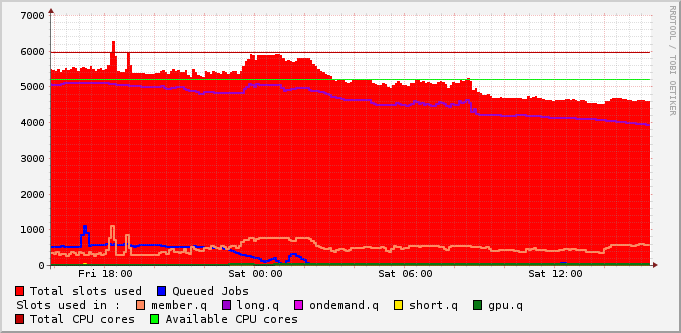 7000
6000
5000
4000
3000
2000
1000
0
Fri 18:00 Sat 00:00 Sat 06:00 Sat 12:00
Total slots used Queued Jobs
Slots used in : member.q long.q ondemand.q short.q gpu.q
Total CPU cores Available CPU cores
RRDTOOL / TOBI OETIKER